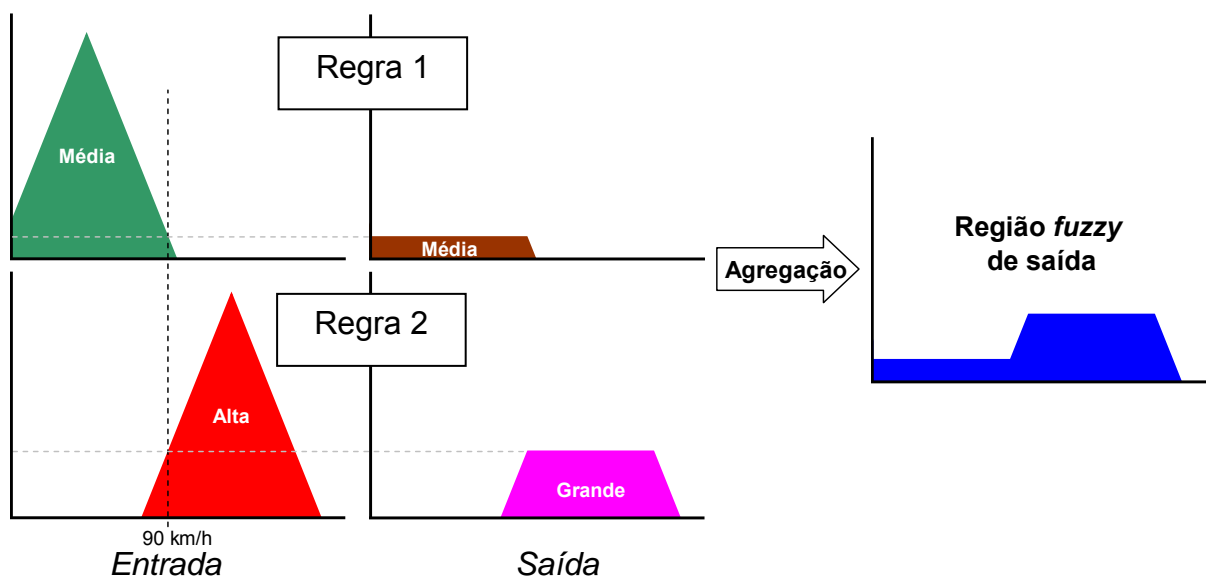 Regra 1
Média
Média
Região fuzzy
de saída
Agregação
Regra 2
Alta
Grande
90 km/h
Entrada
Saída